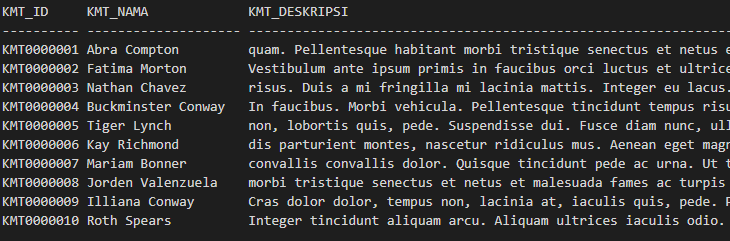 KMT_ID     KMT_NAMA             KMT_DESKRIPSI
---------- -------------------- --------------------------------------------------------------
KMT0000001 Abra Compton         quam. Pellentesque habitant morbi tristique senectus et netus e
KMT0000002 Fatima Morton        Vestibulum ante ipsum primis in faucibus orci luctus et ultrice
KMT0000003 Nathan Chavez        risus. Duis a mi fringilla mi lacinia mattis. Integer eu lacus.
KMT0000004 Buckminster Conway   In faucibus. Morbi vehicula. Pellentesque tincidunt tempus risu
KMT0000005 Tiger Lynch          non, lobortis quis, pede. Suspendisse dui. Fusce diam nunc, ull
KMT0000006 Kay Richmond         dis parturient montes, nascetur ridiculus mus. Aenean eget magn
KMT0000007 Mariam Bonner        convallis convallis dolor. Quisque tincidunt pede ac urna. Ut t
KMT0000008 Jorden Valenzuela    morbi tristique senectus et netus et malesuada fames ac turpis
KMT0000009 Illiana Conway       Cras dolor dolor, tempus non, lacinia at, iaculis quis, pede. P
KMT0000010 Roth Spears          Integer tincidunt aliquam arcu. Aliquam ultrices iaculis odio.